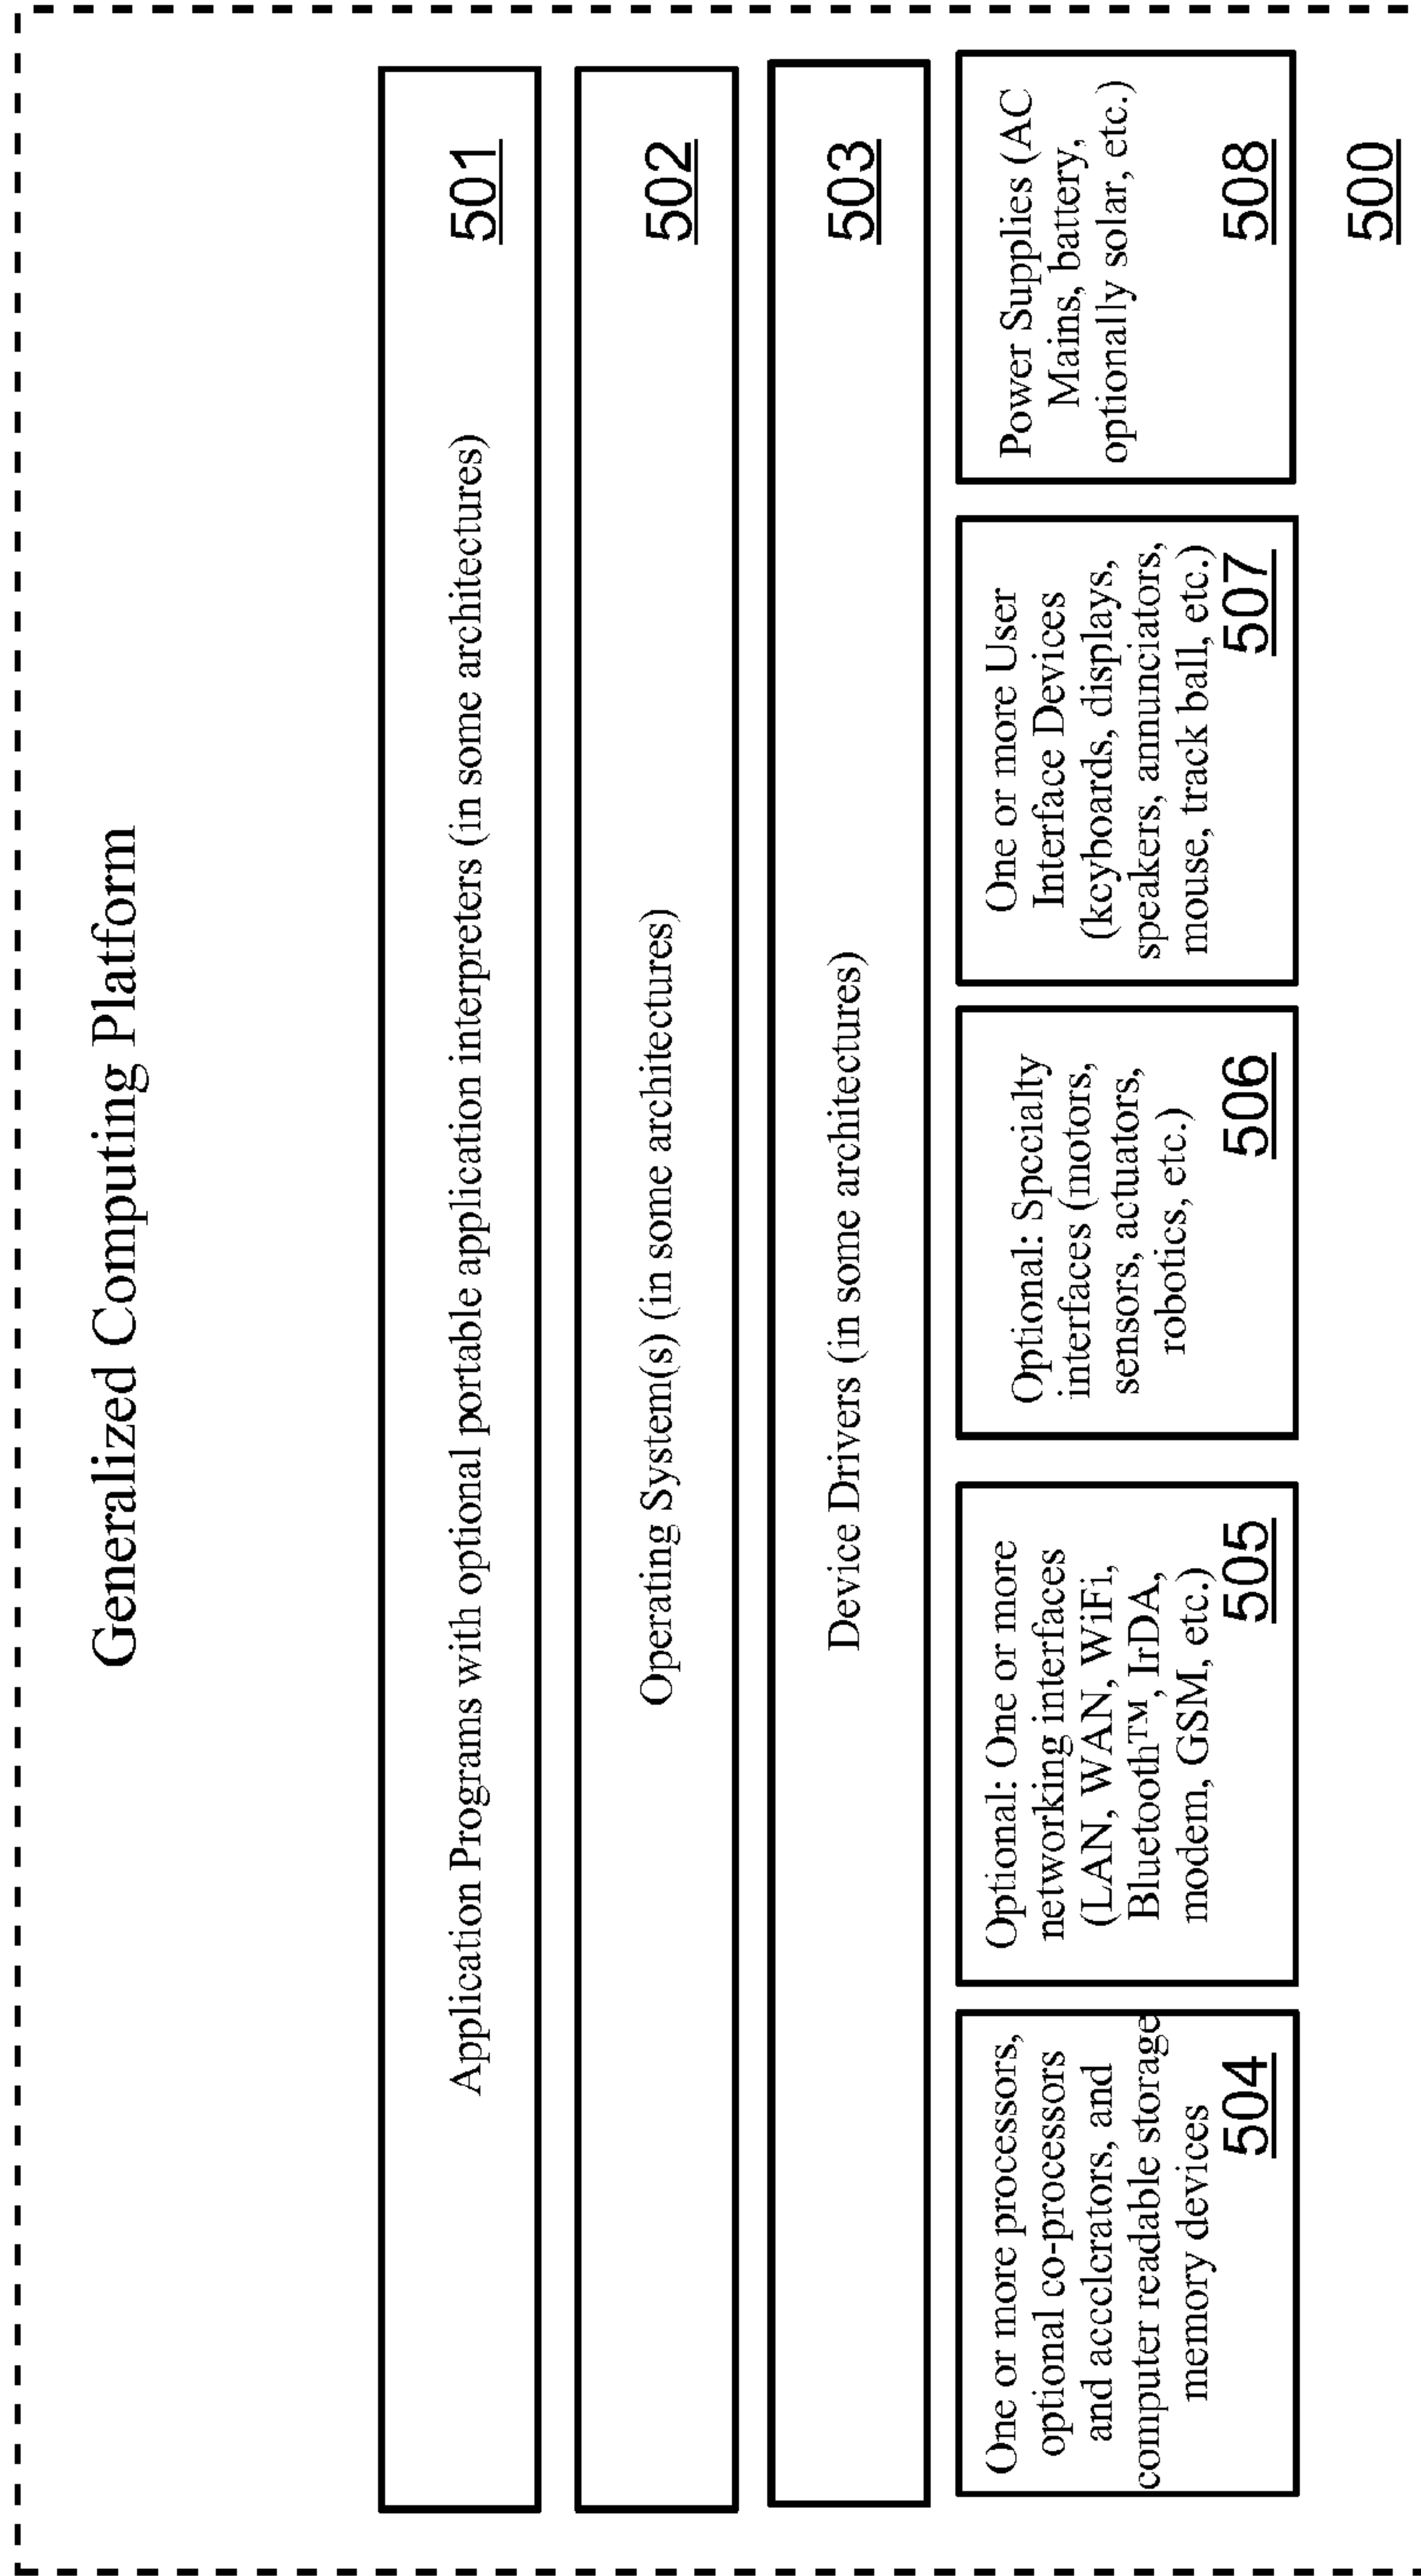 Generalized Computing Platform
Application Programs with optional portable application interpreters (in some architectures)
501
Operating System(s) (in some architectures)
502
Device Drivers (in some architectures)
503
One or more processors,
optional co-processors
and accelerators, and
computer readable storage
memory devices
504
Optional: One or more
networking interfaces
(LAN, WAN, WiFi,
Bluetooth™, IrDA,
modem, GSM, etc.)
505
Optional: Specialty
interfaces (motors,
sensors, actuators,
robotics, etc.)
506
One or more User
Interface Devices
(keyboards, displays,
speakers, annunciators,
mouse, track ball, etc.)
507
Power Supplies (AC
Mains, battery,
optionally solar, etc.)
508
500